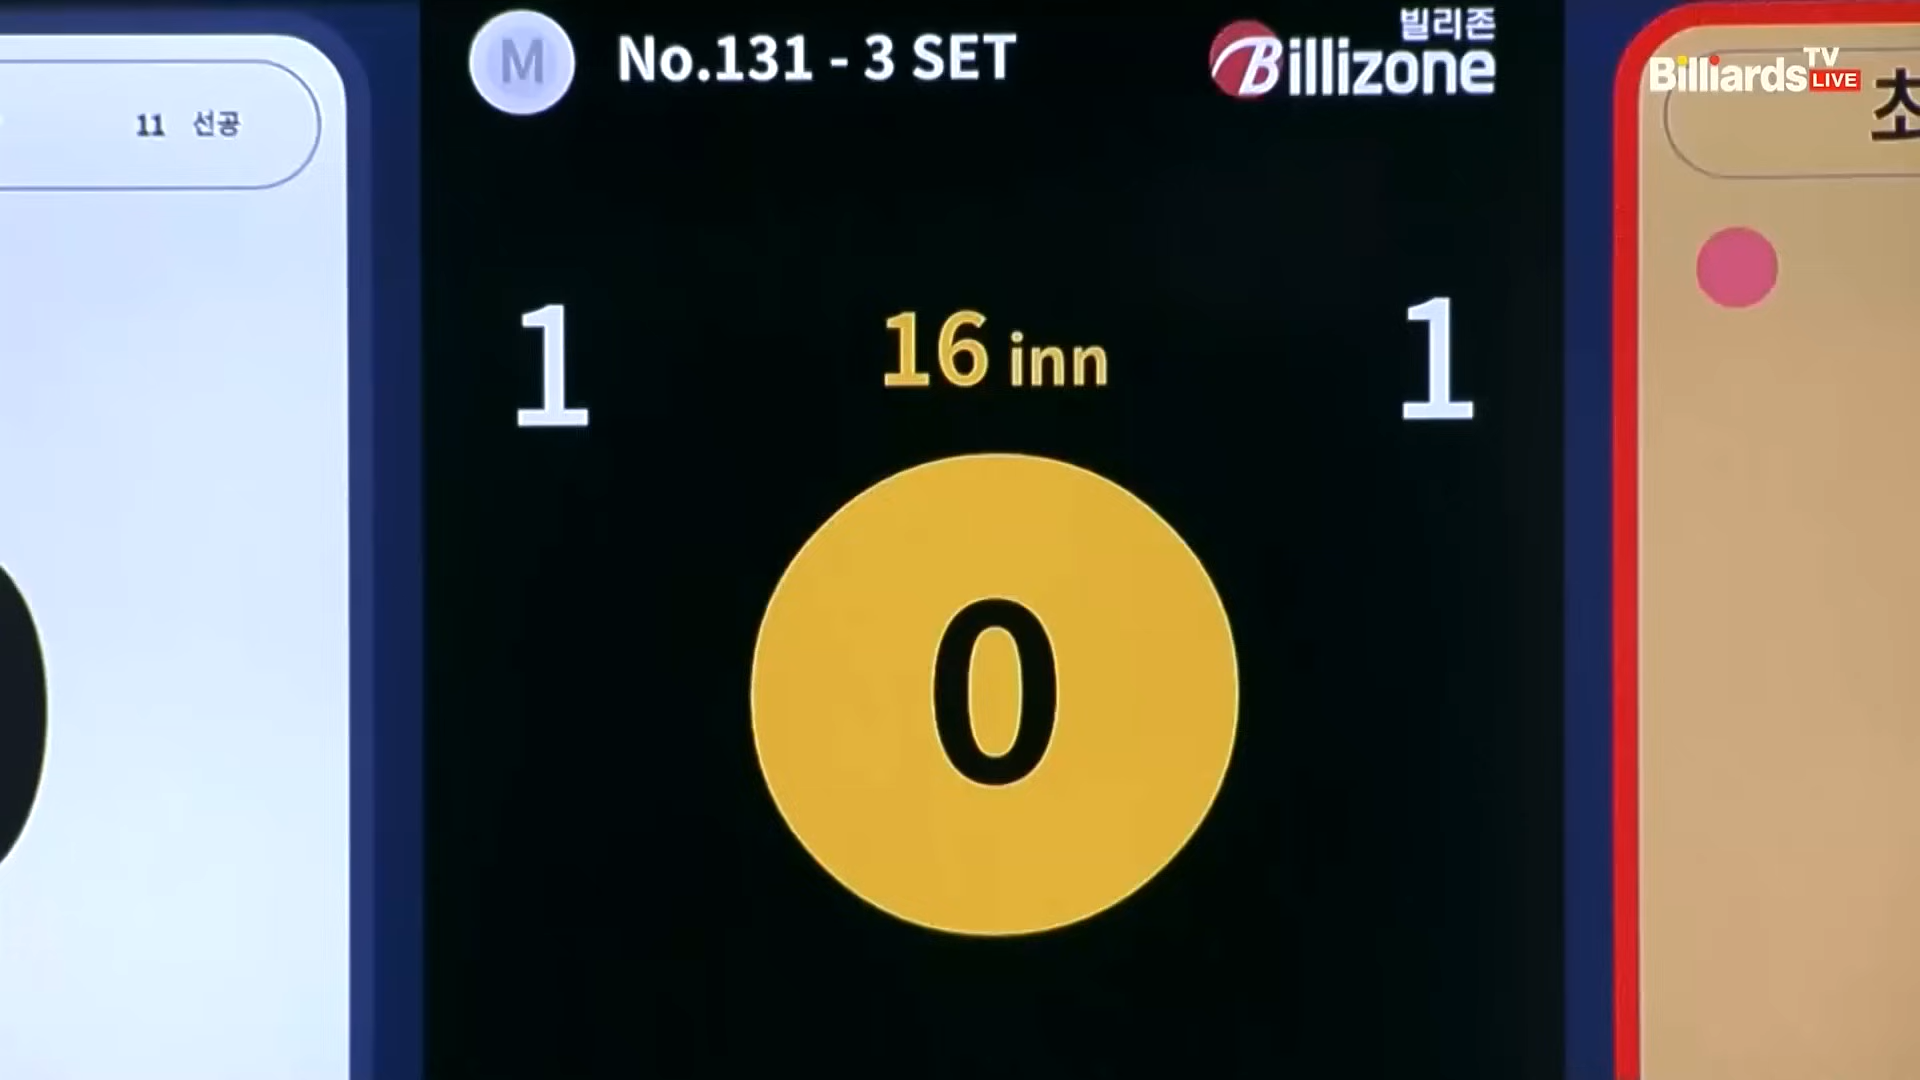 M
No.131 - 3 SET
빌리존
Billizone
Billiards TV LIVE
11 선공
최
1
16 inn
1
0